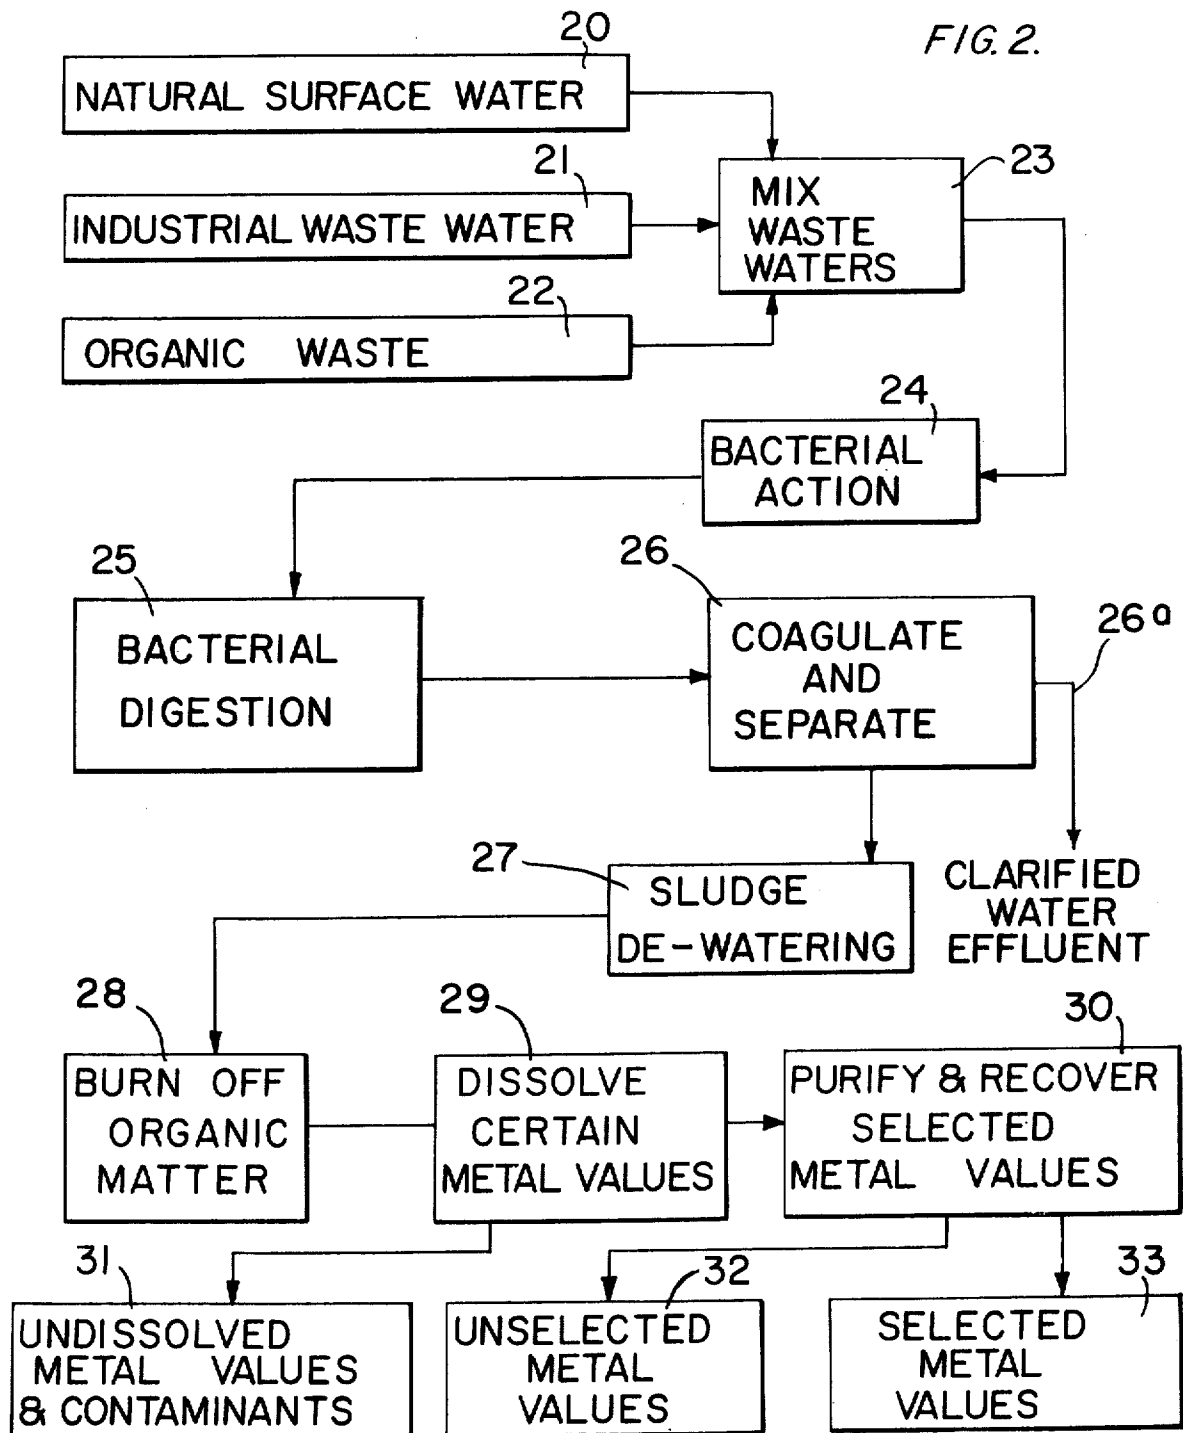 FIG. 2.
20
NATURAL SURFACE WATER
21
INDUSTRIAL WASTE WATER
22
ORGANIC WASTE
23
MIX
WASTE
WATERS
24
BACTERIAL
ACTION
25
BACTERIAL
DIGESTION
26
COAGULATE
AND
SEPARATE
26a
CLARIFIED
WATER
EFFLUENT
27
SLUDGE
DE-WATERING
28
BURN OFF
ORGANIC
MATTER
29
DISSOLVE
CERTAIN
METAL VALUES
30
PURIFY & RECOVER
SELECTED
METAL VALUES
31
UNDISSOLVED
METAL VALUES
& CONTAMINANTS
32
UNSELECTED
METAL
VALUES
33
SELECTED
METAL
VALUES